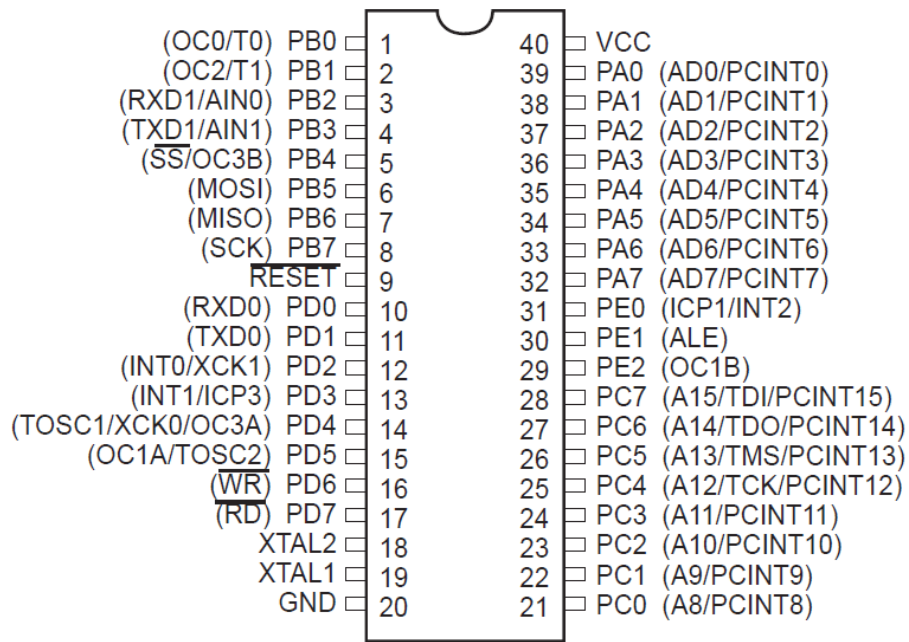 (OC0/T0) PB0 1 40 VCC
(OC2/T1) PB1 2 39 PA0 (AD0/PCINT0)
(RXD1/AIN0) PB2 3 38 PA1 (AD1/PCINT1)
(TXD1/AIN1) PB3 4 37 PA2 (AD2/PCINT2)
(S̅S̅/OC3B) PB4 5 36 PA3 (AD3/PCINT3)
(MOSI) PB5 6 35 PA4 (AD4/PCINT4)
(MISO) PB6 7 34 PA5 (AD5/PCINT5)
(SCK) PB7 8 33 PA6 (AD6/PCINT6)
R̅E̅S̅E̅T̅ 9 32 PA7 (AD7/PCINT7)
(RXD0) PD0 10 31 PE0 (ICP1/INT2)
(TXD0) PD1 11 30 PE1 (ALE)
(INT0/XCK1) PD2 12 29 PE2 (OC1B)
(INT1/ICP3) PD3 13 28 PC7 (A15/TDI/PCINT15)
(TOSC1/XCK0/OC3A) PD4 14 27 PC6 (A14/TDO/PCINT14)
(OC1A/TOSC2) PD5 15 26 PC5 (A13/TMS/PCINT13)
(W̅R̅) PD6 16 25 PC4 (A12/TCK/PCINT12)
(R̅D̅) PD7 17 24 PC3 (A11/PCINT11)
XTAL2 18 23 PC2 (A10/PCINT10)
XTAL1 19 22 PC1 (A9/PCINT9)
GND 20 21 PC0 (A8/PCINT8)